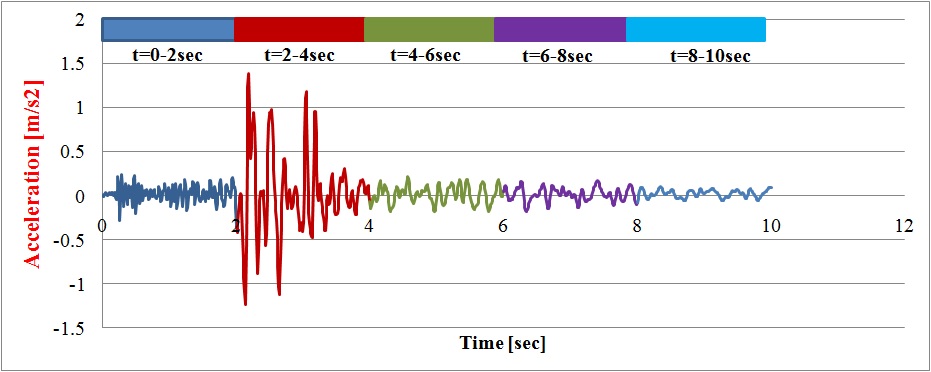 2
t=0-2sec t=2-4sec t=4-6sec t=6-8sec t=8-10sec
1.5
1
0.5
0
0 2 4 6 8 10 12
-0.5
-1
-1.5
Acceleration [m/s2]
Time [sec]